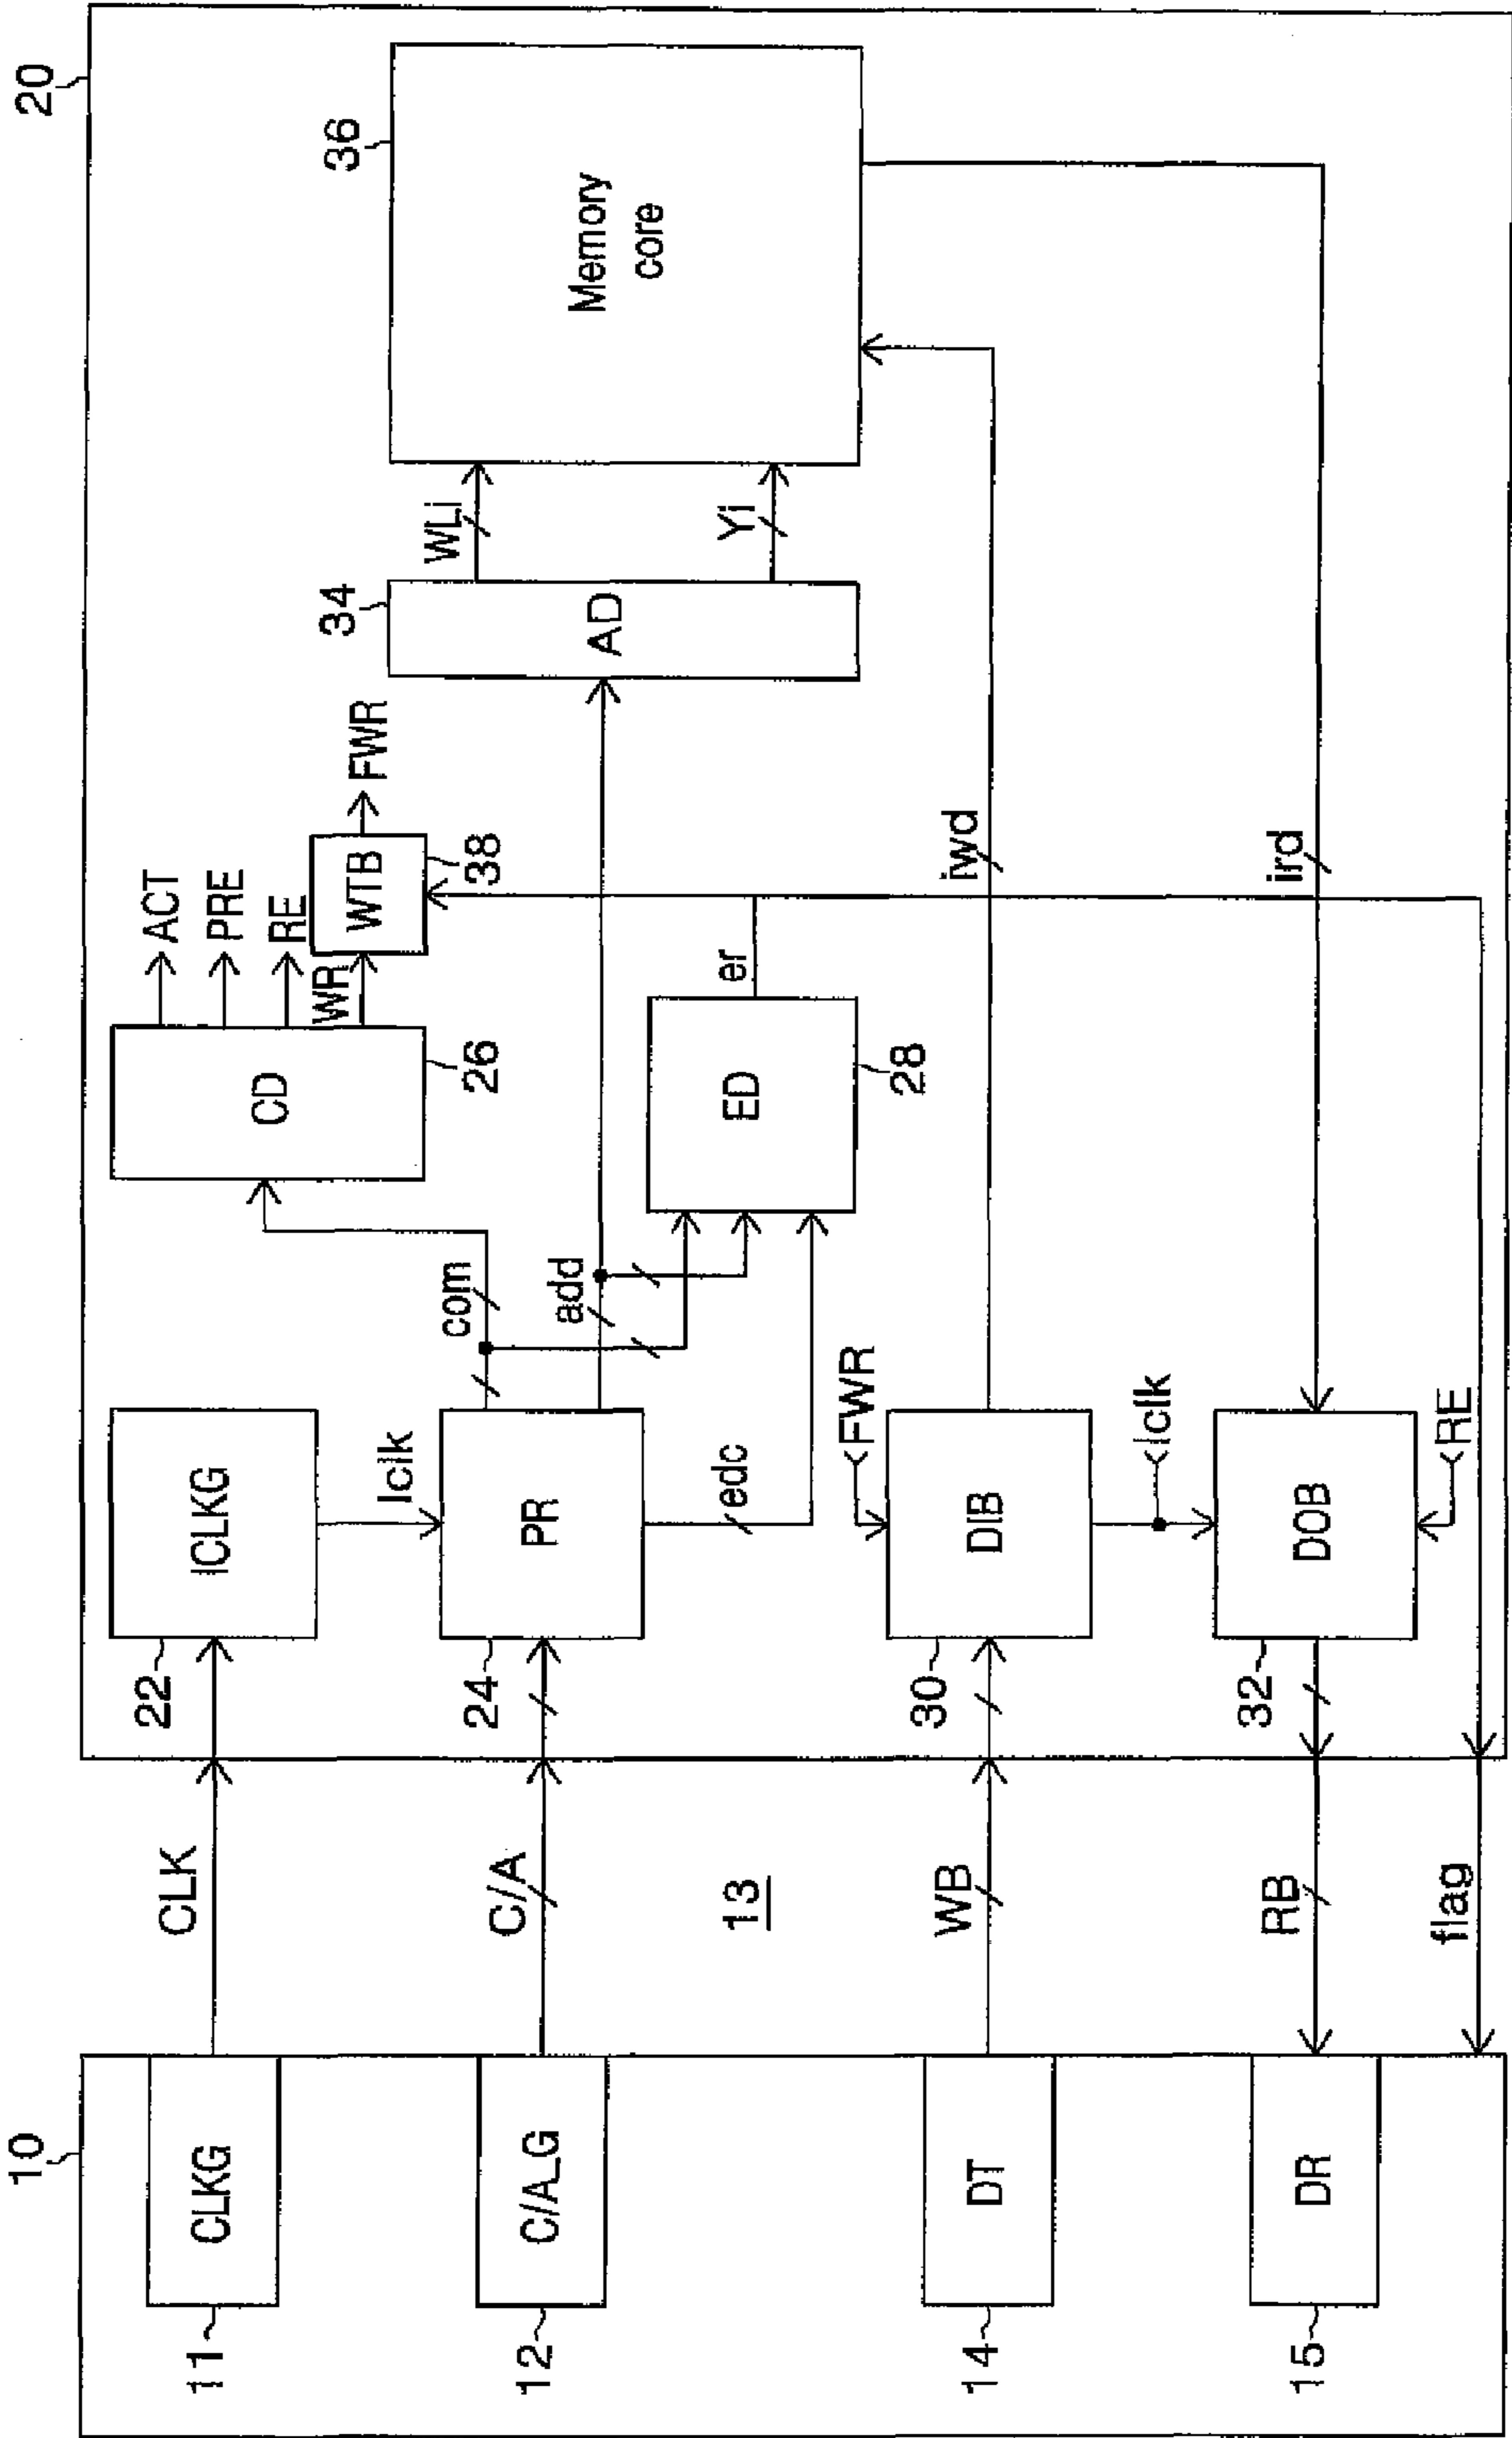 10
11
CLKG
12
C/A_G
14
DT
15
DR
CLK
C/A
13
WB
RB
flag
20
22
ICLKG
Iclk
24
PR
com
add
edc
CD
26
ACT
PRE
RE
WR
WTB
38
FWR
ED
28
er
34
AD
WLi
Yi
36
Memory
core
FWR
30
DIB
iwd
Iclk
32
DOB
RE
ird